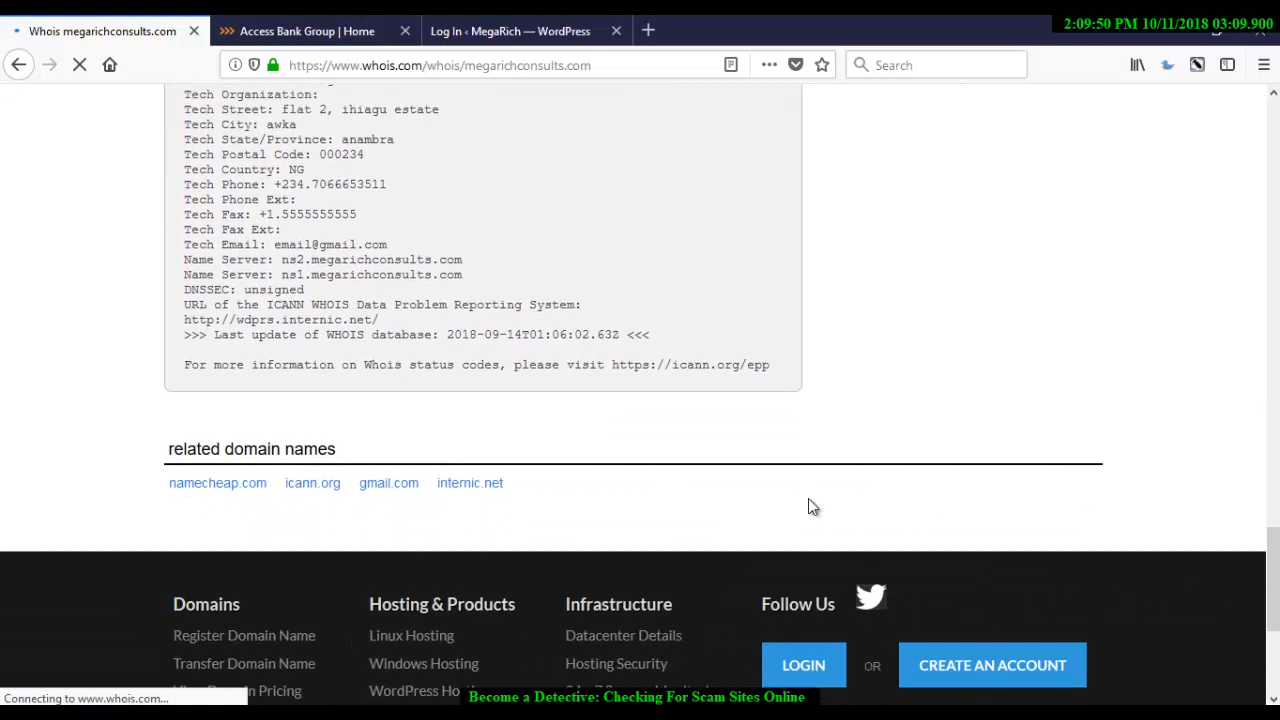 Whois megarichconsults.com
Access Bank Group | Home
Log In ‹ MegaRich — WordPress
2:09:50 PM 10/11/2018 03:09.900
https://www.whois.com/whois/megarichconsults.com
Search
Tech Organization:
Tech Street: flat 2, ihiagu estate
Tech City: awka
Tech State/Province: anambra
Tech Postal Code: 000234
Tech Country: NG
Tech Phone: +234.7066653511
Tech Phone Ext:
Tech Fax: +1.5555555555
Tech Fax Ext:
Tech Email: email@gmail.com
Name Server: ns2.megarichconsults.com
Name Server: ns1.megarichconsults.com
DNSSEC: unsigned
URL of the ICANN WHOIS Data Problem Reporting System:
http://wdprs.internic.net/
>>> Last update of WHOIS database: 2018-09-14T01:06:02.63Z <<<
For more information on Whois status codes, please visit https://icann.org/epp
related domain names
namecheap.com icann.org gmail.com internic.net
Domains Hosting & Products Infrastructure Follow Us
Register Domain Name Linux Hosting Datacenter Details
Transfer Domain Name Windows Hosting Hosting Security
LOGIN OR CREATE AN ACCOUNT
Domain Pricing WordPress
Connecting to www.whois.com...
Become a Detective: Checking For Scam Sites Online